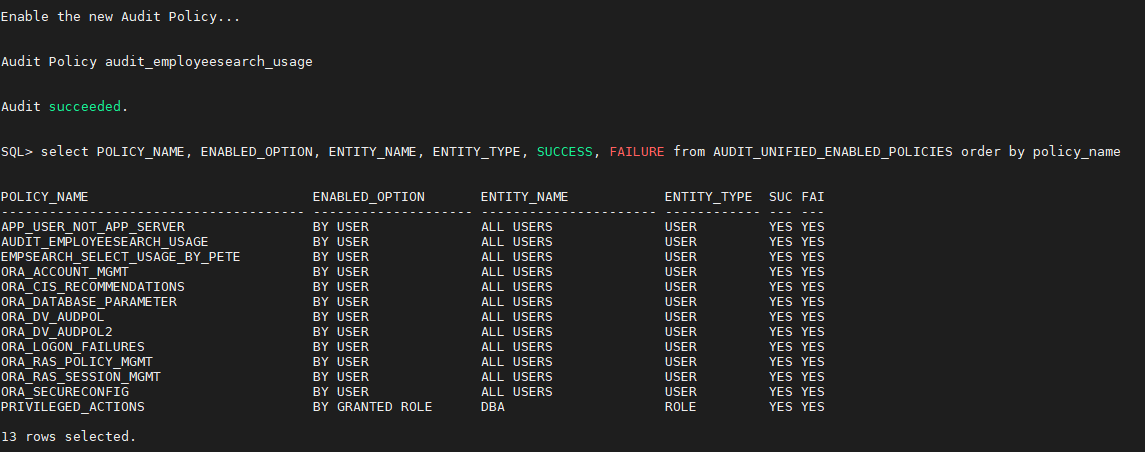 Enable the new Audit Policy...
Audit Policy audit_employeesearch_usage
Audit succeeded.
SQL> select POLICY_NAME, ENABLED_OPTION, ENTITY_NAME, ENTITY_TYPE, SUCCESS, FAILURE from AUDIT_UNIFIED_ENABLED_POLICIES order by policy_name
POLICY_NAME                            ENABLED_OPTION       ENTITY_NAME            ENTITY_TYPE  SUC FAI
-------------------------------------- -------------------- ---------------------- ------------ --- ---
APP_USER_NOT_APP_SERVER                BY USER              ALL USERS              USER         YES YES
AUDIT_EMPLOYEESEARCH_USAGE             BY USER              ALL USERS              USER         YES YES
EMPSEARCH_SELECT_USAGE_BY_PETE         BY USER              ALL USERS              USER         YES YES
ORA_ACCOUNT_MGMT                       BY USER              ALL USERS              USER         YES YES
ORA_CIS_RECOMMENDATIONS                BY USER              ALL USERS              USER         YES YES
ORA_DATABASE_PARAMETER                 BY USER              ALL USERS              USER         YES YES
ORA_DV_AUDPOL                          BY USER              ALL USERS              USER         YES YES
ORA_DV_AUDPOL2                         BY USER              ALL USERS              USER         YES YES
ORA_LOGON_FAILURES                     BY USER              ALL USERS              USER         YES YES
ORA_RAS_POLICY_MGMT                    BY USER              ALL USERS              USER         YES YES
ORA_RAS_SESSION_MGMT                   BY USER              ALL USERS              USER         YES YES
ORA_SECURECONFIG                       BY USER              ALL USERS              USER         YES YES
PRIVILEGED_ACTIONS                     BY GRANTED ROLE      DBA                    ROLE         YES YES
13 rows selected.